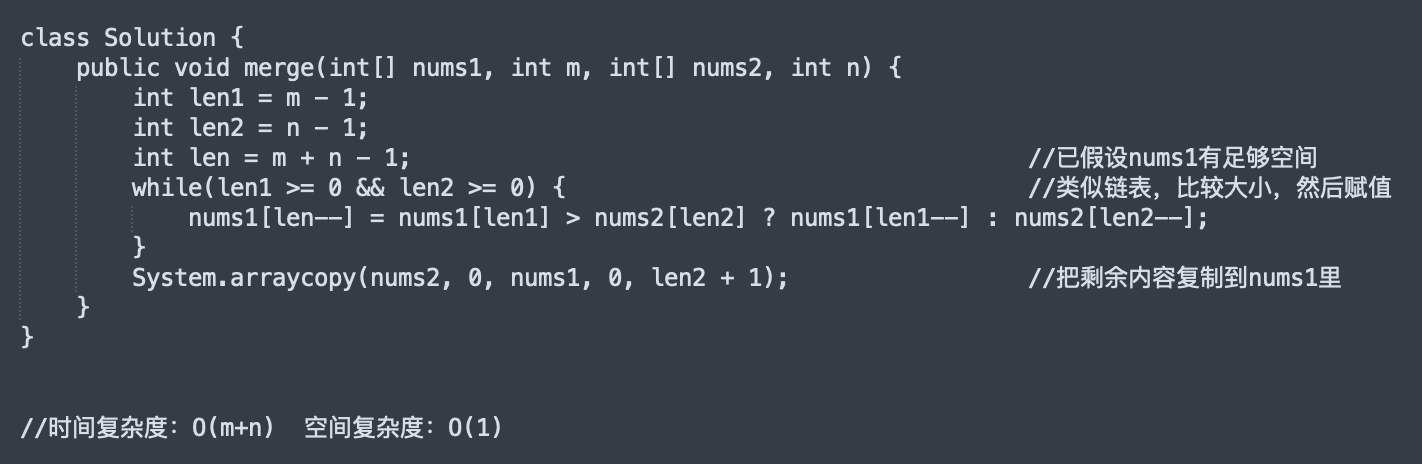 class Solution {
    public void merge(int[] nums1, int m, int[] nums2, int n) {
        int len1 = m - 1;
        int len2 = n - 1;
        int len = m + n - 1;                                            //已假设nums1有足够空间
        while(len1 >= 0 && len2 >= 0) {                                 //类似链表，比较大小，然后赋值
            nums1[len--] = nums1[len1] > nums2[len2] ? nums1[len1--] : nums2[len2--];
        }
        System.arraycopy(nums2, 0, nums1, 0, len2 + 1);                 //把剩余内容复制到nums1里
    }
}
//时间复杂度：O(m+n)  空间复杂度：O(1)